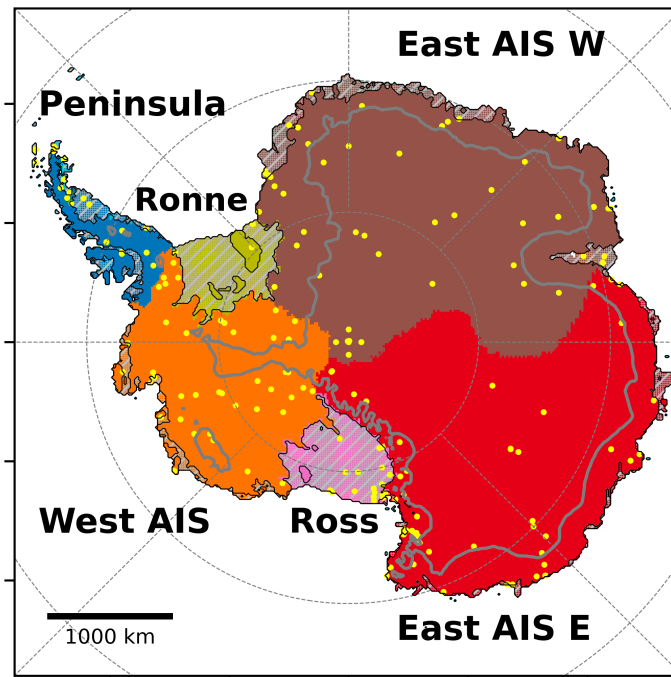 East AIS W
Peninsula
Ronne
West AIS
Ross
East AIS E
1000 km